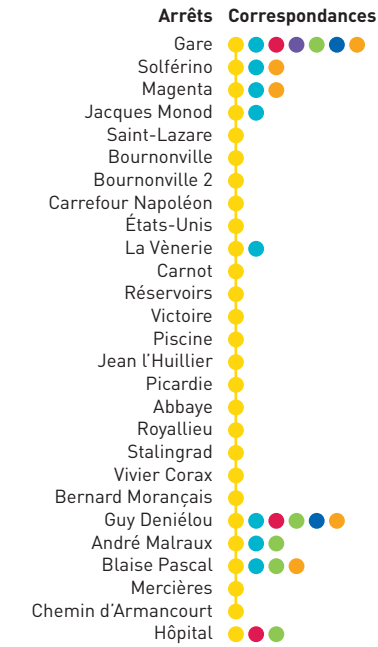 Arrêts Correspondances
Gare
Solférino
Magenta
Jacques Monod
Saint-Lazare
Bournonville
Bournonville 2
Carrefour Napoléon
États-Unis
La Vènerie
Carnot
Réservoirs
Victoire
Piscine
Jean l'Huillier
Picardie
Abbaye
Royallieu
Stalingrad
Vivier Corax
Bernard Morançais
Guy Deniélou
André Malraux
Blaise Pascal
Mercières
Chemin d'Armancourt
Hôpital